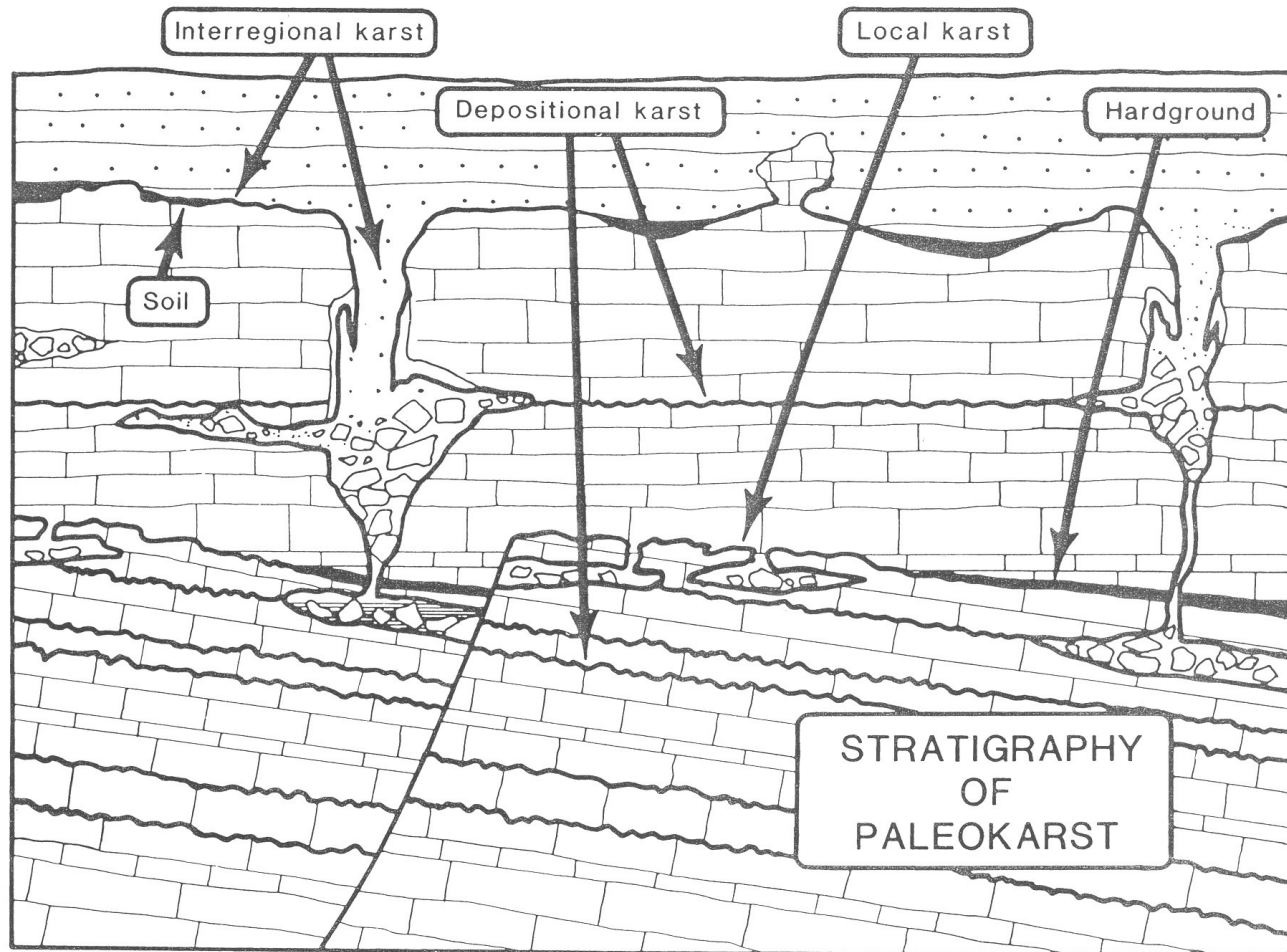 Interregional karst
Local karst
Depositional karst
Hardground
Soil
STRATIGRAPHY
OF
PALEOKARST